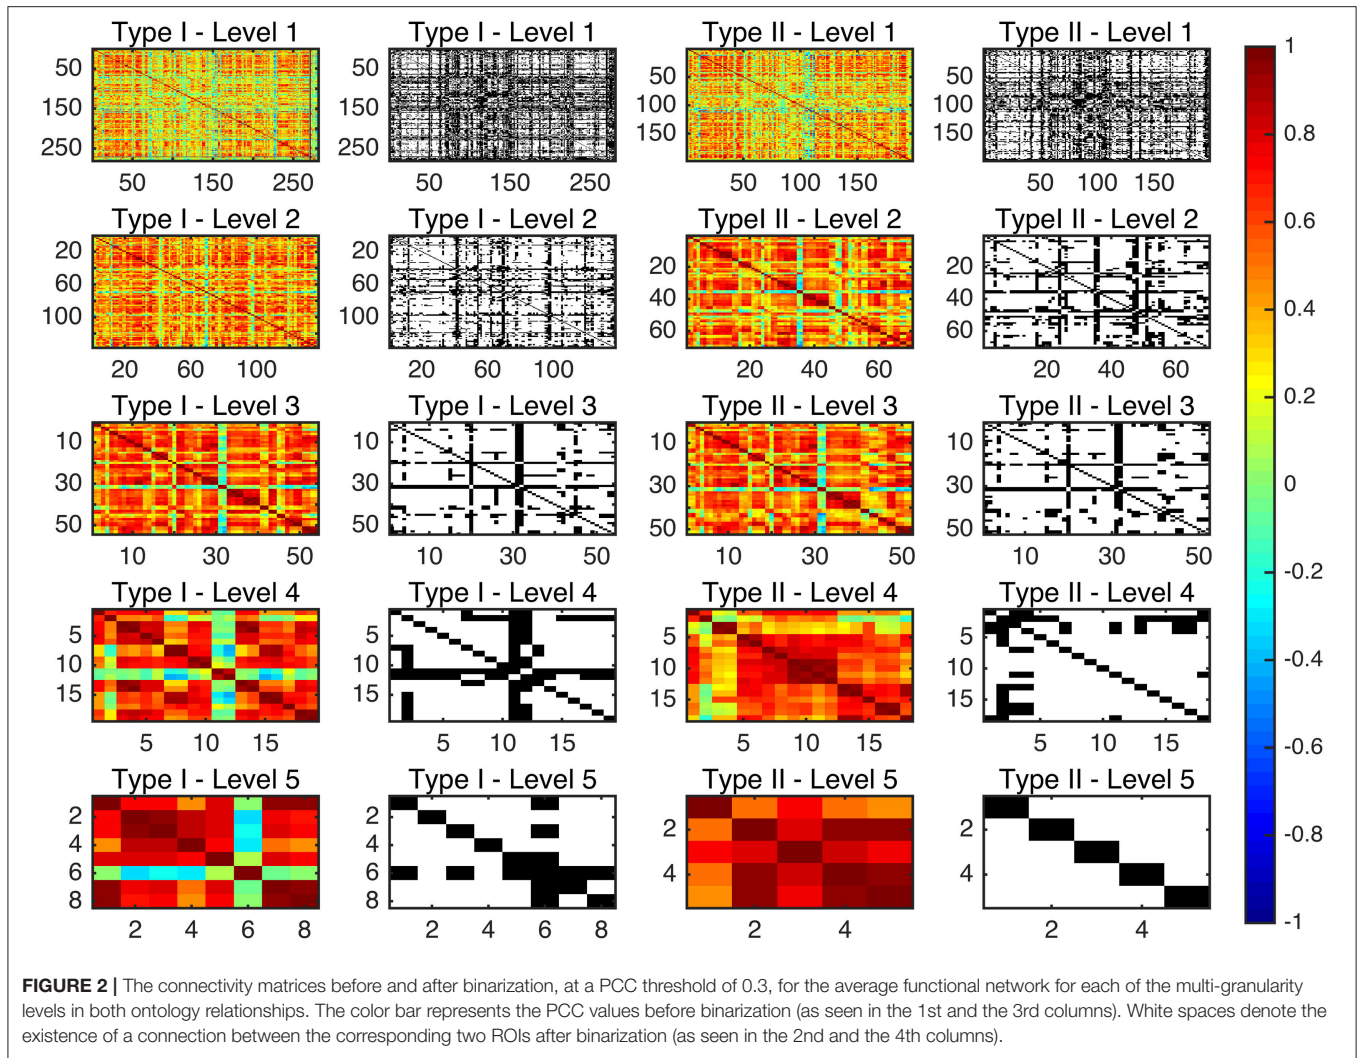 Type I - Level 1 Type I - Level 1 Type II - Level 1 Type II - Level 1
50 150 250 50 150 250 50 100 150 50 100 150
50 150 250 50 150 250 50 100 150 50 100 150
Type I - Level 2 Type I - Level 2 TypeI II - Level 2 TypeI II - Level 2
20 60 100 20 60 100 20 40 60 20 40 60
20 60 100 20 60 100 20 40 60 20 40 60
Type I - Level 3 Type I - Level 3 Type II - Level 3 Type II - Level 3
10 30 50 10 30 50 10 30 50 10 30 50
10 30 50 10 30 50 10 30 50 10 30 50
Type I - Level 4 Type I - Level 4 Type II - Level 4 Type II - Level 4
5 10 15 5 10 15 5 10 15 5 10 15
5 10 15 5 10 15 5 10 15 5 10 15
Type I - Level 5 Type I - Level 5 Type II - Level 5 Type II - Level 5
2 4 6 8 2 4 6 8 2 4 2 4
2 4 6 8 2 4 6 8 2 4 2 4
1
0.8
0.6
0.4
0.2
0
-0.2
-0.4
-0.6
-0.8
-1
FIGURE 2 | The connectivity matrices before and after binarization, at a PCC threshold of 0.3, for the average functional network for each of the multi-granularity
levels in both ontology relationships. The color bar represents the PCC values before binarization (as seen in the 1st and the 3rd columns). White spaces denote the
existence of a connection between the corresponding two ROIs after binarization (as seen in the 2nd and the 4th columns).